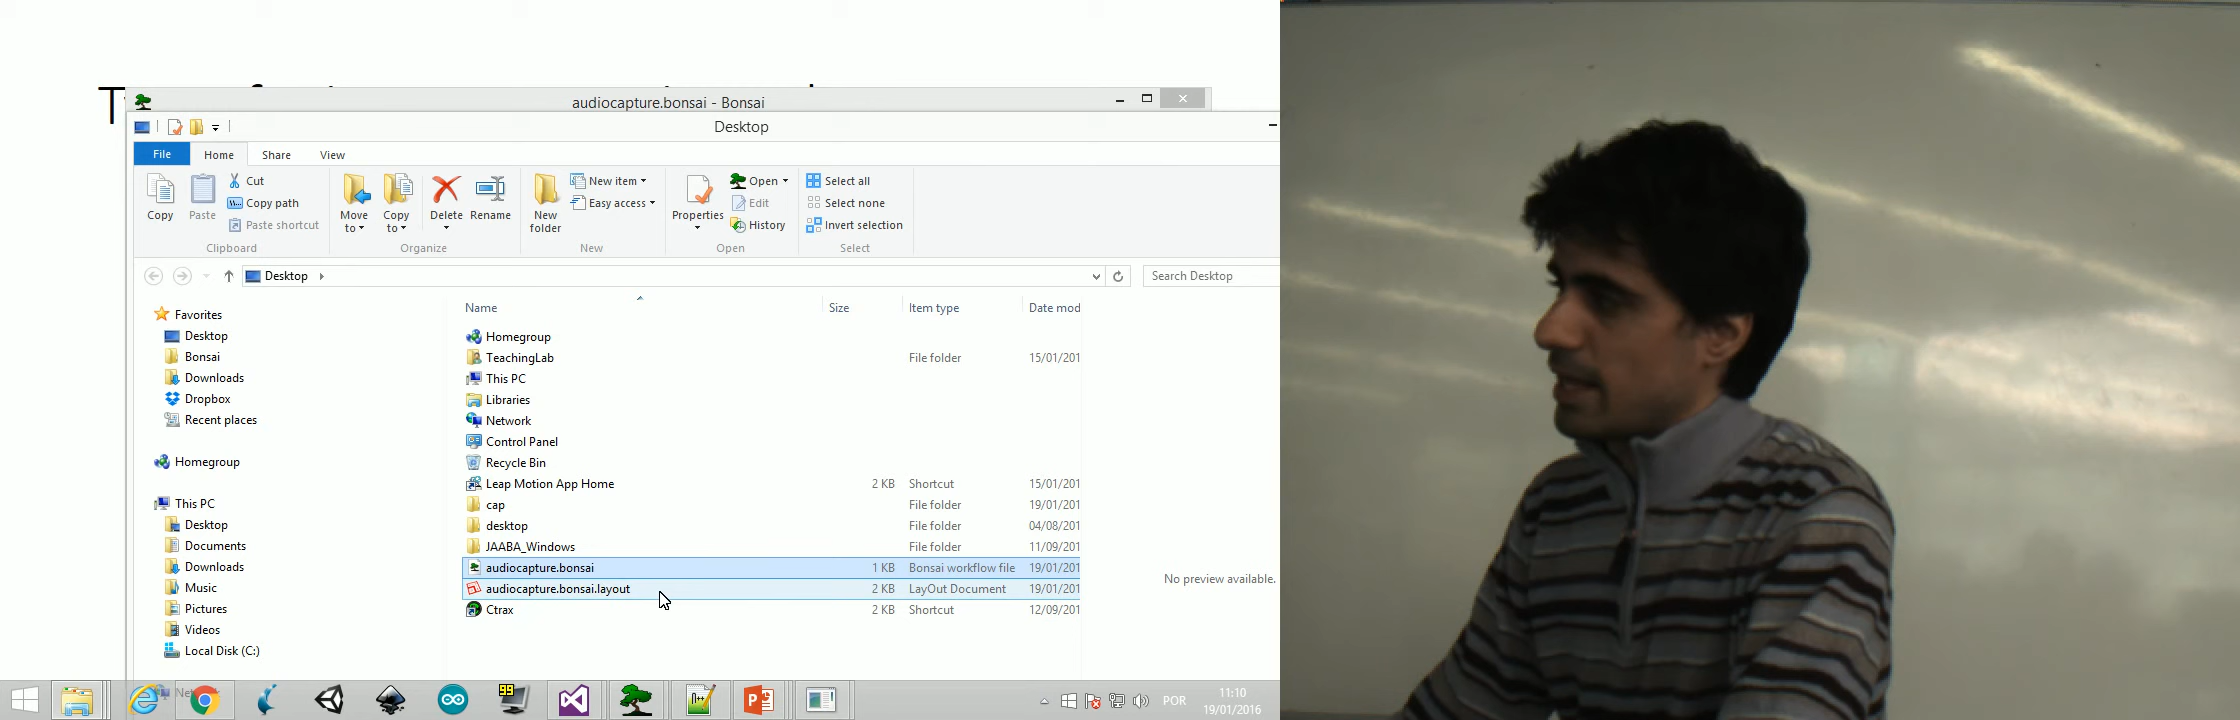 audiocapture.bonsai - Bonsai
Desktop
File Home Share View
Copy Paste Cut Copy path Paste shortcut
Clipboard
Move to Copy to Delete Rename
Organize
New folder New item Easy access
New
Properties Open Edit History
Open
Select all Select none Invert selection
Select
Desktop
Search Desktop
Favorites
Desktop
Bonsai
Downloads
Dropbox
Recent places
Homegroup
This PC
Desktop
Documents
Downloads
Music
Pictures
Videos
Local Disk (C:)
Name Size Item type Date mod
Homegroup
TeachingLab File folder 15/01/201
This PC
Libraries
Network
Control Panel
Recycle Bin
Leap Motion App Home 2 KB Shortcut 15/01/201
cap File folder 19/01/201
desktop File folder 04/08/201
JAABA_Windows File folder 11/09/201
audiocapture.bonsai 1 KB Bonsai workflow file 19/01/201
audiocapture.bonsai.layout 2 KB LayOut Document 19/01/201
Ctrax 2 KB Shortcut 12/09/201
No preview available.
99
POR
11:10
19/01/2016